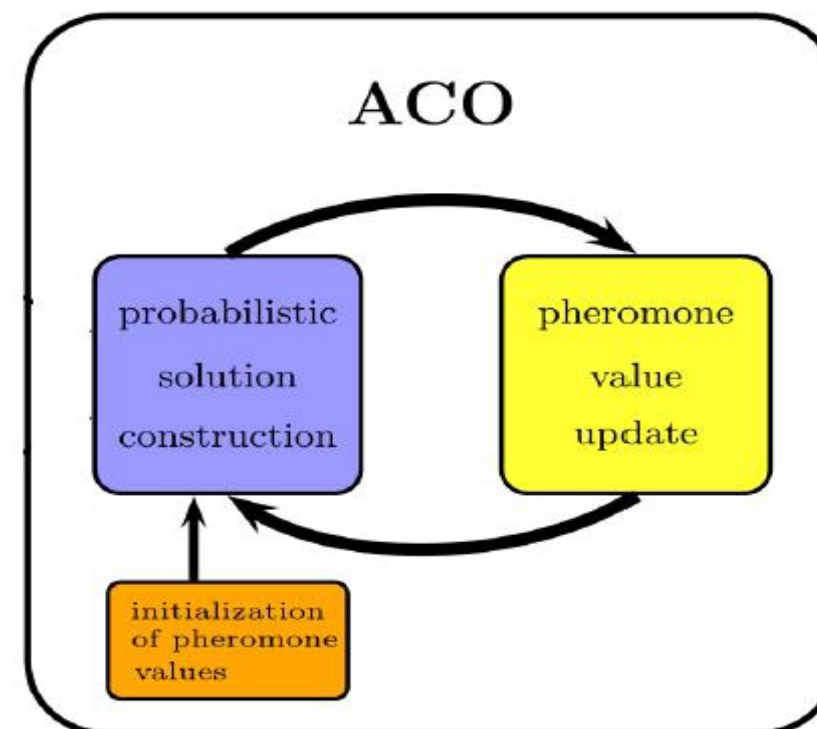 ACO
probabilistic
solution
construction
pheromone
value
update
initialization
of pheromone
values